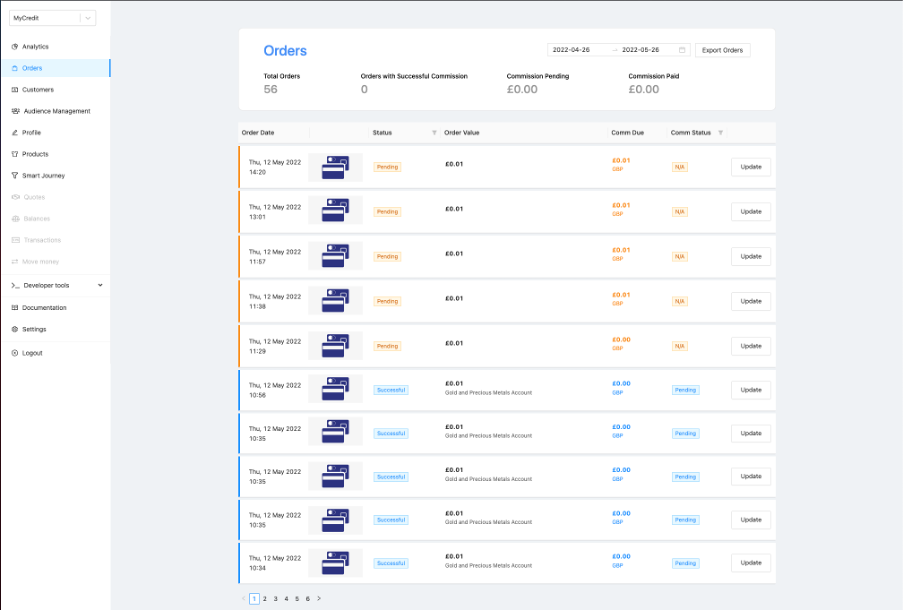 MyCredit
Analytics
Orders
Customers
Audience Management
Profile
Products
Smart Journey
Quotes
Balances
Transactions
Move money
Developer tools
Documentation
Settings
Logout
Orders
2022-04-26 → 2022-05-26
Export Orders
Total Orders Orders with Successful Commission Commission Pending Commission Paid
56 0 £0.00 £0.00
Order Date Status Order Value Comm Due Comm Status
Thu, 12 May 2022
14:20
Pending £0.01 £0.01
GBP
N/A Update
Thu, 12 May 2022
13:01
Pending £0.01 £0.01
GBP
N/A Update
Thu, 12 May 2022
11:57
Pending £0.01 £0.01
GBP
N/A Update
Thu, 12 May 2022
11:38
Pending £0.01 £0.01
GBP
N/A Update
Thu, 12 May 2022
11:29
Pending £0.01 £0.00
GBP
N/A Update
Thu, 12 May 2022
10:56
Successful £0.01
Gold and Precious Metals Account
£0.00
GBP
Pending Update
Thu, 12 May 2022
10:35
Successful £0.01
Gold and Precious Metals Account
£0.00
GBP
Pending Update
Thu, 12 May 2022
10:35
Successful £0.01
Gold and Precious Metals Account
£0.00
GBP
Pending Update
Thu, 12 May 2022
10:35
Successful £0.01
Gold and Precious Metals Account
£0.00
GBP
Pending Update
Thu, 12 May 2022
10:34
Successful £0.01
Gold and Precious Metals Account
£0.00
GBP
Pending Update
< 1 2 3 4 5 6 >